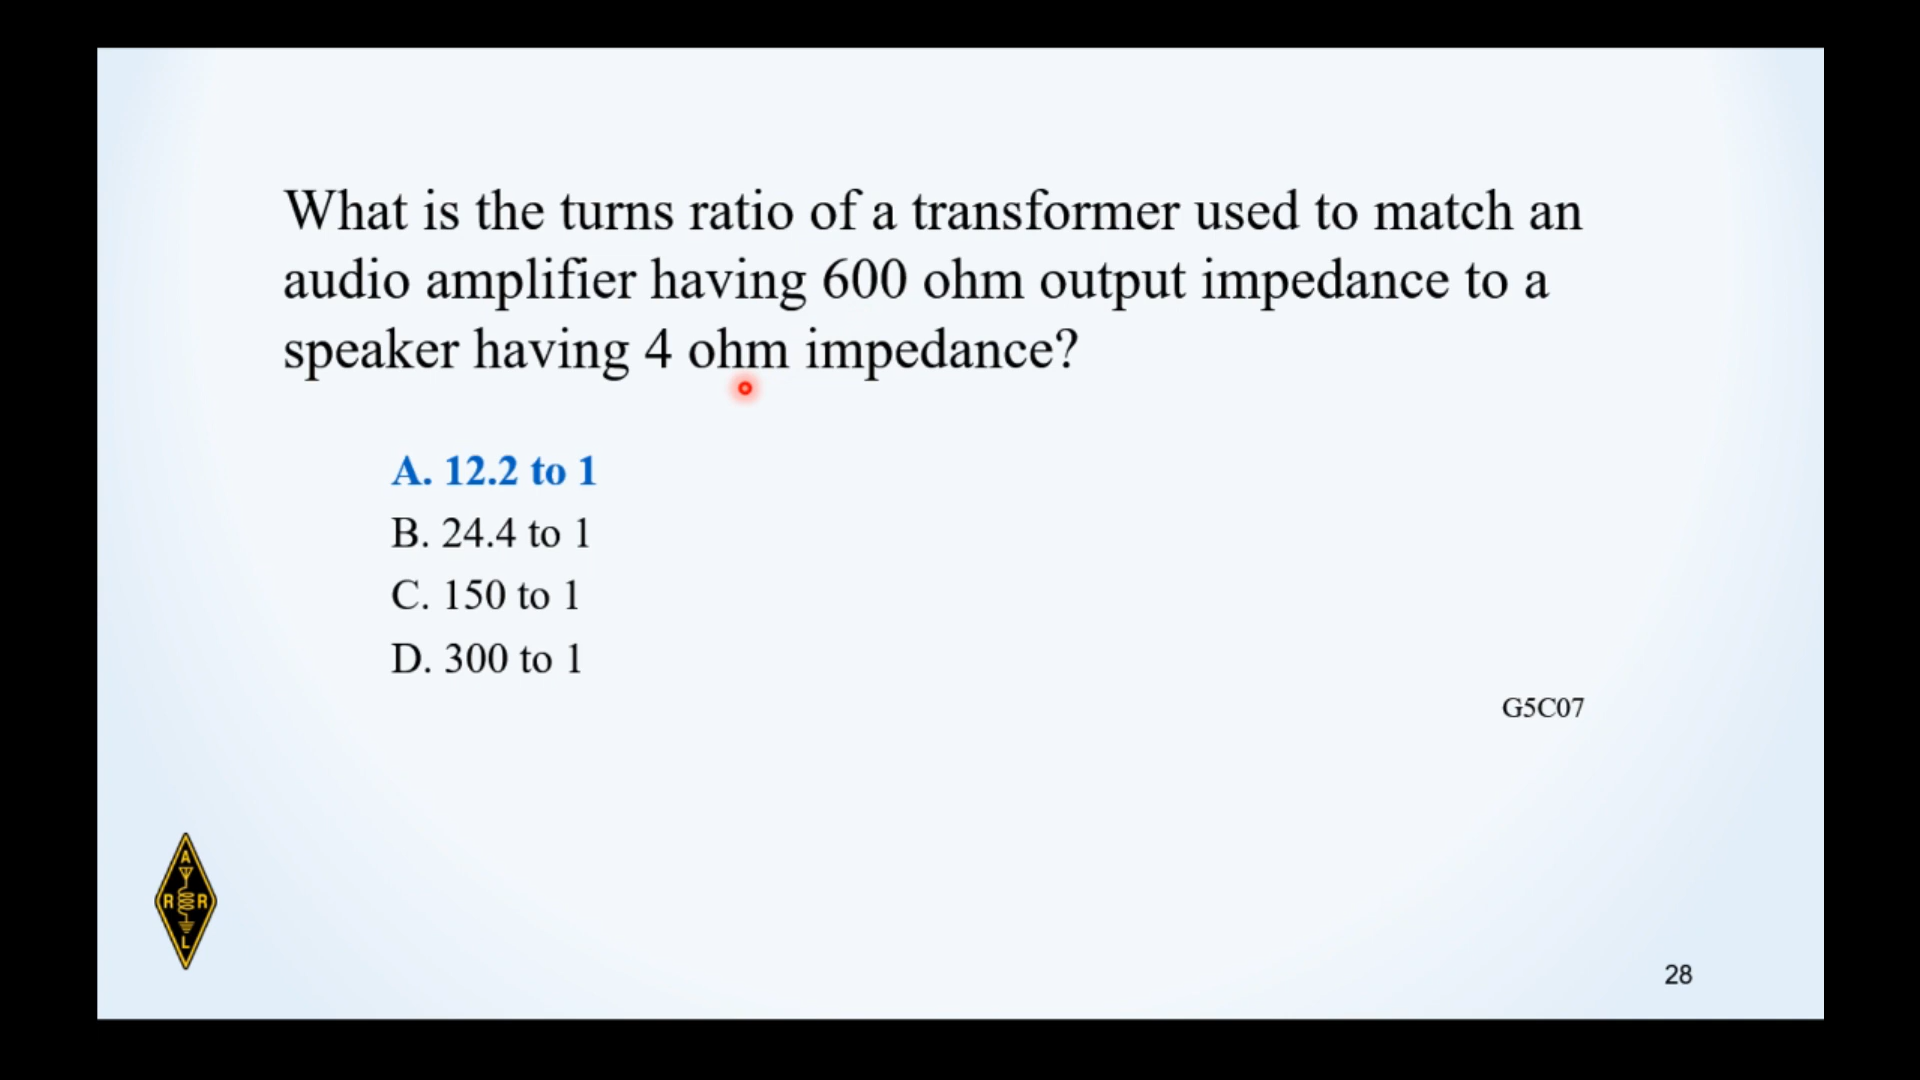 What is the turns ratio of a transformer used to match an
audio amplifier having 600 ohm output impedance to a
speaker having 4 ohm impedance?
A. 12.2 to 1
B. 24.4 to 1
C. 150 to 1
D. 300 to 1
G5C07
A
R R
L
28